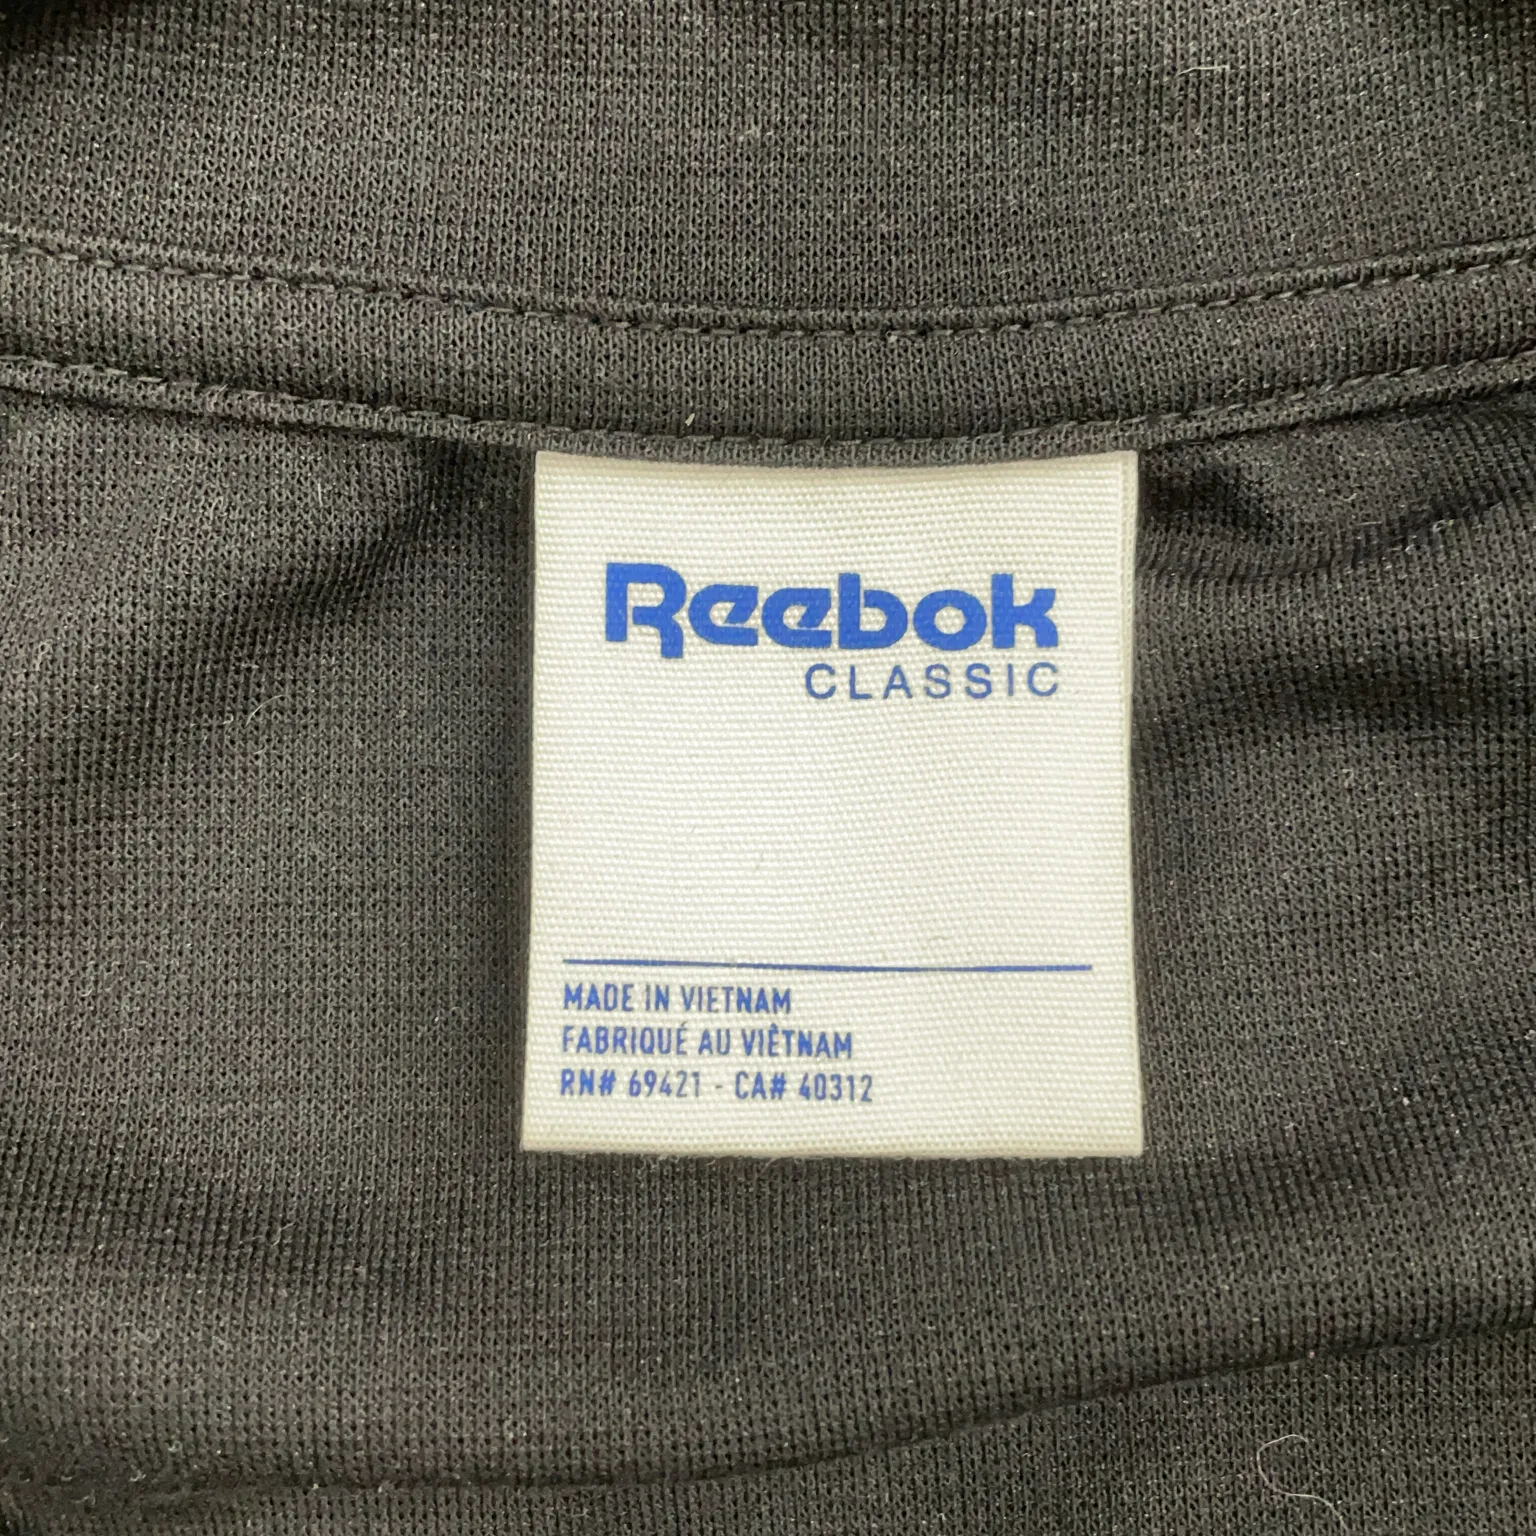 Reebok
CLASSIC
MADE IN VIETNAM
FABRIQUÉ AU VIÊTNAM
RN# 69421 - CA# 40312